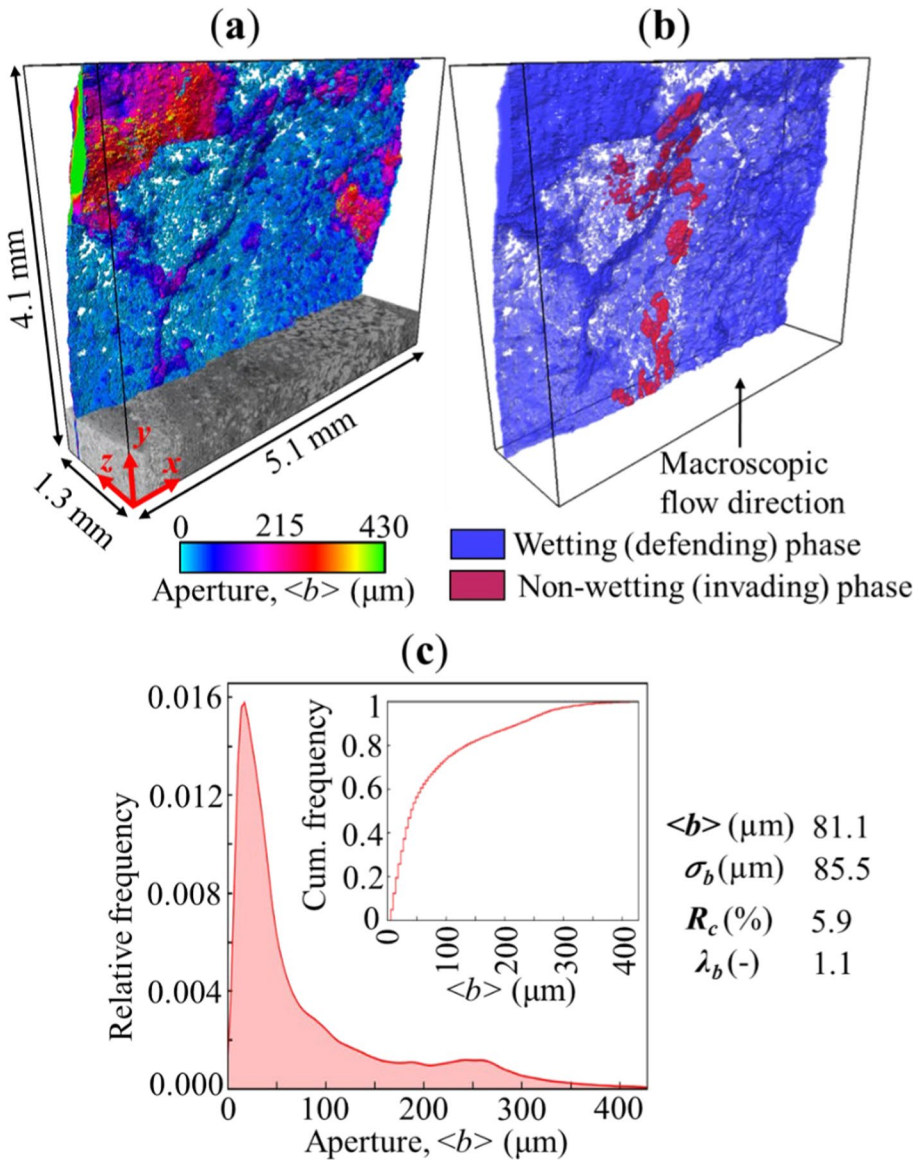 (a)
(b)
4.1 mm
1.3 mm
5.1 mm
y
z
x
0 215 430
Aperture, <b> (μm)
Macroscopic
flow direction
Wetting (defending) phase
Non-wetting (invading) phase
(c)
Relative frequency
0.016
0.012
0.008
0.004
0.000
0 100 200 300 400
Aperture, <b> (μm)
Cum. frequency
1
0.8
0.6
0.4
0.2
0
0 100 200 300 400
<b> (μm)
<b> (μm) 81.1
σb(μm) 85.5
Rc(%) 5.9
λb(-) 1.1